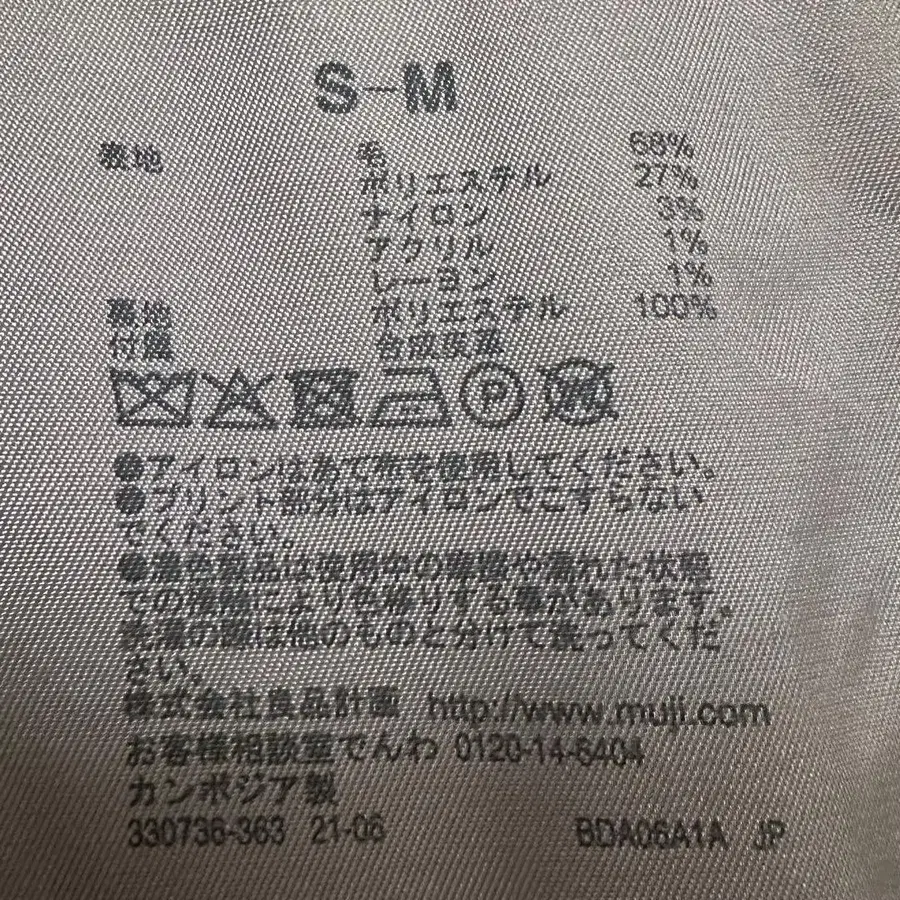 S-M
表地 毛 68%
ポリエステル 27%
ナイロン 3%
アクリル 1%
レーヨン 1%
裏地 ポリエステル 100%
付属 合成皮革
P W
●アイロンはあて布を使用してください。
●プリント部分はアイロンでこすらない
でください。
●濃色製品は使用中の摩擦や濡れた状態
での接触により色移りする事があります。
洗濯の際は他のものと分けて洗ってくだ
さい。
株式会社良品計画 http://www.muji.com
お客様相談室でんわ 0120-14-6404
カンボジア製
330736-363 21-06 BDA06A1A JP